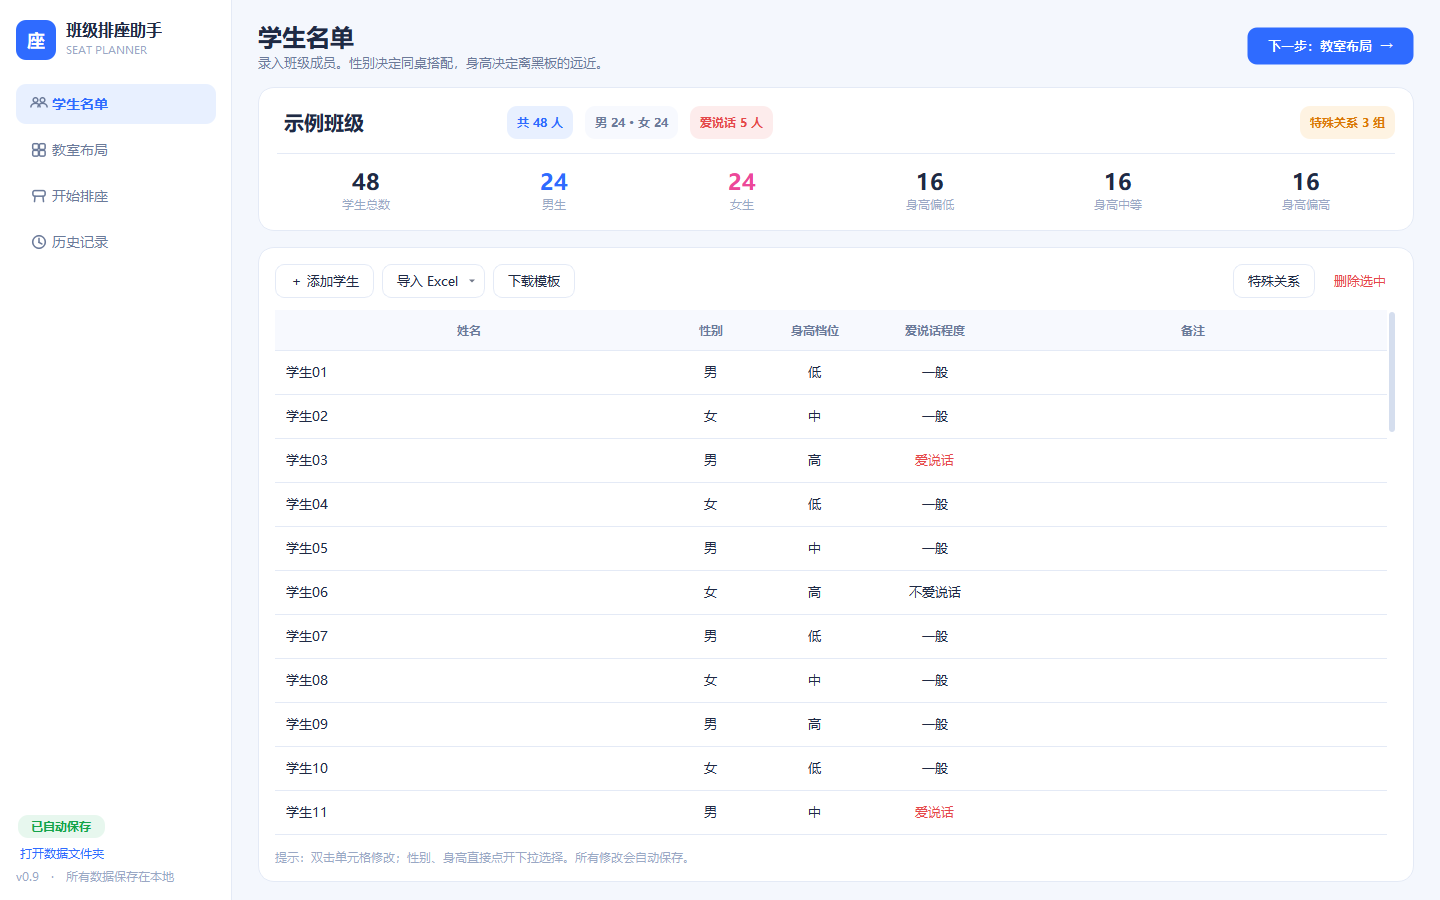 座
班级排座助手
SEAT PLANNER
学生名单
教室布局
开始排座
历史记录
已自动保存
打开数据文件夹
v0.9 · 所有数据保存在本地
学生名单
录入班级成员。性别决定同桌搭配，身高决定离黑板的远近。
下一步：教室布局 →
示例班级 共 48 人 男 24 · 女 24 爱说话 5 人 特殊关系 3 组
48 24 24 16 16 16
学生总数 男生 女生 身高偏低 身高中等 身高偏高
+ 添加学生 导入 Excel 下载模板 特殊关系 删除选中
姓名 性别 身高档位 爱说话程度 备注
学生01 男 低 一般
学生02 女 中 一般
学生03 男 高 爱说话
学生04 女 低 一般
学生05 男 中 一般
学生06 女 高 不爱说话
学生07 男 低 一般
学生08 女 中 一般
学生09 男 高 一般
学生10 女 低 一般
学生11 男 中 爱说话
提示：双击单元格修改；性别、身高直接点开下拉选择。所有修改会自动保存。